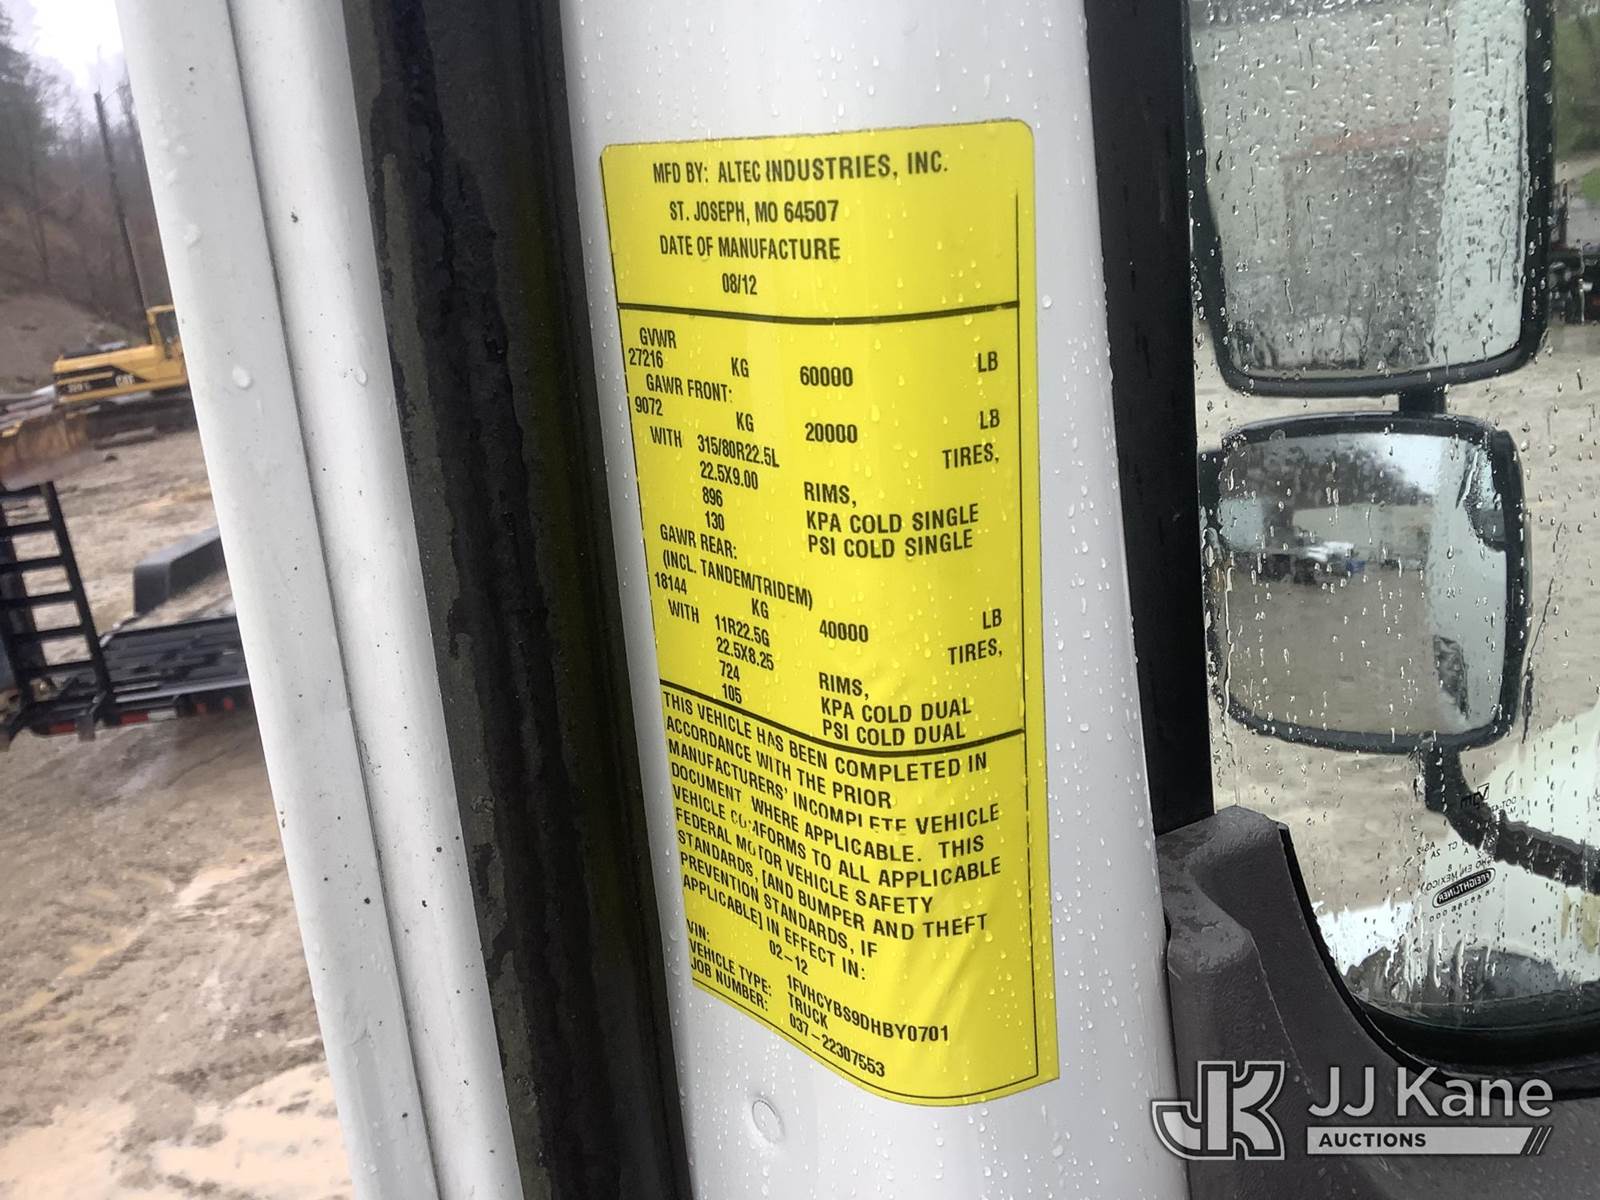 MFD BY: ALTEC INDUSTRIES, INC.
ST. JOSEPH, MO 64507
DATE OF MANUFACTURE
08/12
GVWR
27216 KG 60000 LB
GAWR FRONT:
9072 KG 20000 LB
WITH 315/80R22.5L TIRES,
22.5X9.00 RIMS,
896 KPA COLD SINGLE
130 PSI COLD SINGLE
GAWR REAR:
(INCL. TANDEM/TRIDEM)
18144 KG 40000 LB
WITH 11R22.5G TIRES,
22.5X8.25 RIMS,
724 KPA COLD DUAL
105 PSI COLD DUAL
THIS VEHICLE HAS BEEN COMPLETED IN
ACCORDANCE WITH THE PRIOR
MANUFACTURERS' INCOMPLETE VEHICLE
DOCUMENT WHERE APPLICABLE. THIS
VEHICLE CONFORMS TO ALL APPLICABLE
FEDERAL MOTOR VEHICLE SAFETY
STANDARDS, [AND BUMPER AND THEFT
PREVENTION STANDARDS, IF
APPLICABLE] IN EFFECT IN:
02-12
VIN: 1FVHCYBS9DHBY0701
VEHICLE TYPE: TRUCK
JOB NUMBER: 037-22307553
CAT
FREIGHTLINER
JK JJ Kane
AUCTIONS